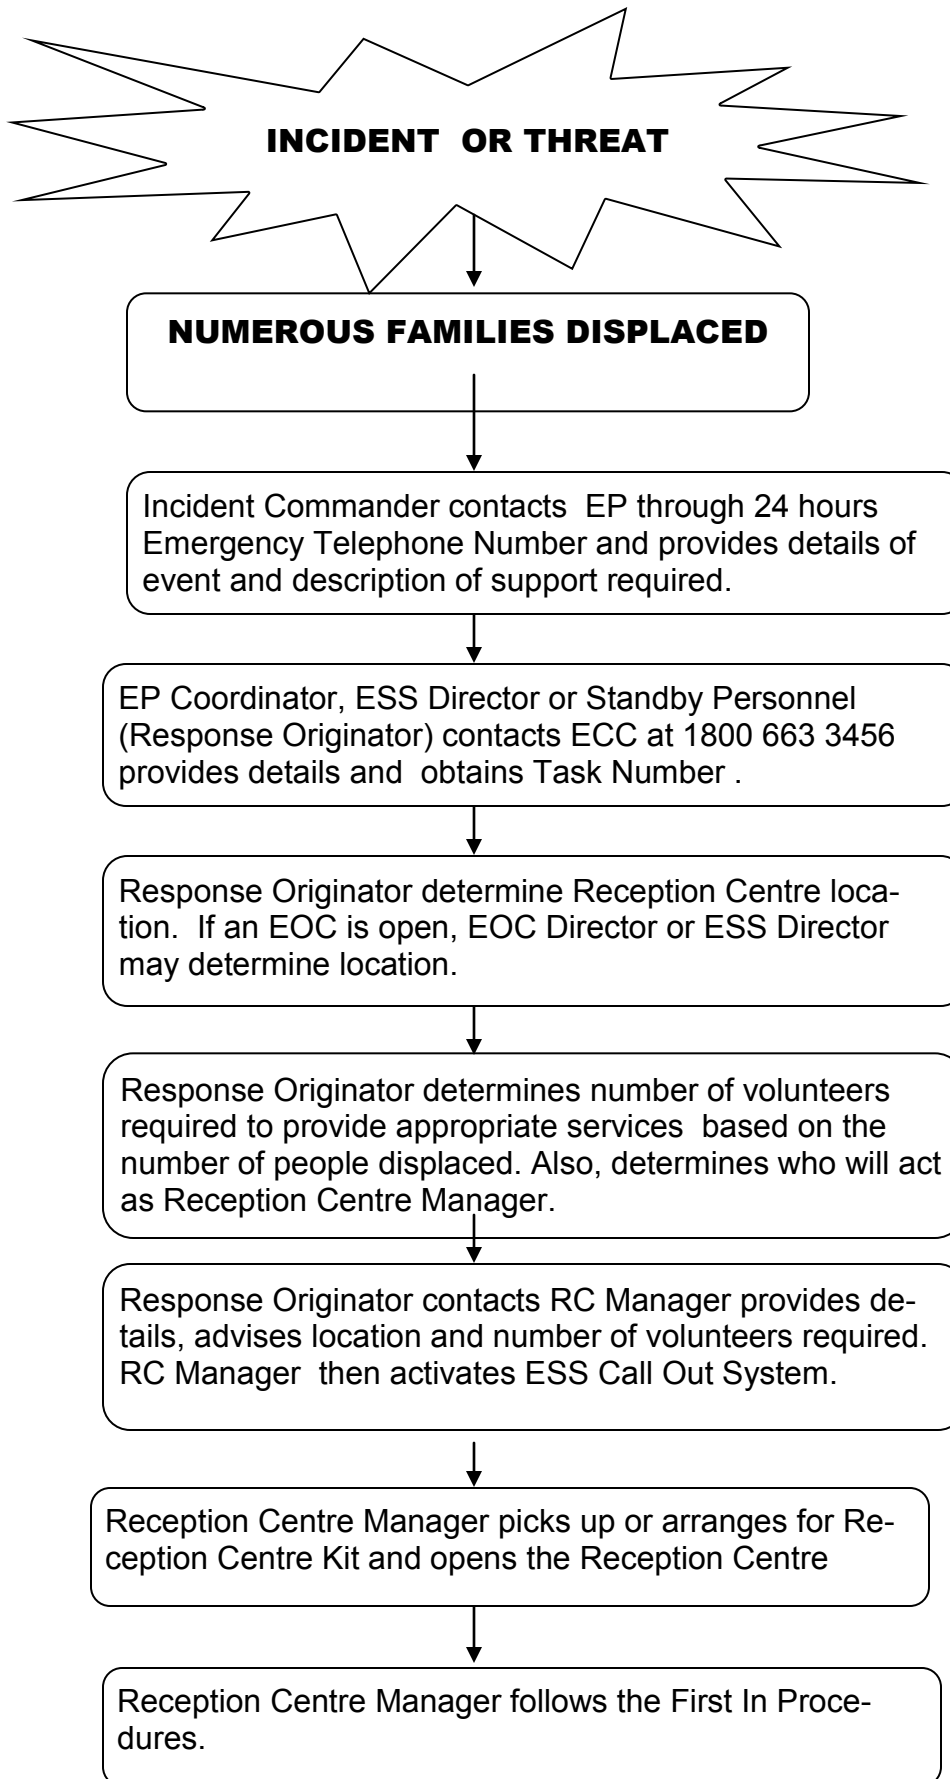 INCIDENT  OR THREAT
NUMEROUS FAMILIES DISPLACED
Incident Commander contacts  EP through 24 hours
Emergency Telephone Number and provides details of
event and description of support required.
EP Coordinator, ESS Director or Standby Personnel
(Response Originator) contacts ECC at 1800 663 3456
provides details and  obtains Task Number .
Response Originator determine Reception Centre loca-
tion.  If an EOC is open, EOC Director or ESS Director
may determine location.
Response Originator determines number of volunteers
required to provide appropriate services  based on the
number of people displaced. Also, determines who will act
as Reception Centre Manager.
Response Originator contacts RC Manager provides de-
tails, advises location and number of volunteers required.
RC Manager  then activates ESS Call Out System.
Reception Centre Manager picks up or arranges for Re-
ception Centre Kit and opens the Reception Centre
Reception Centre Manager follows the First In Proce-
dures.